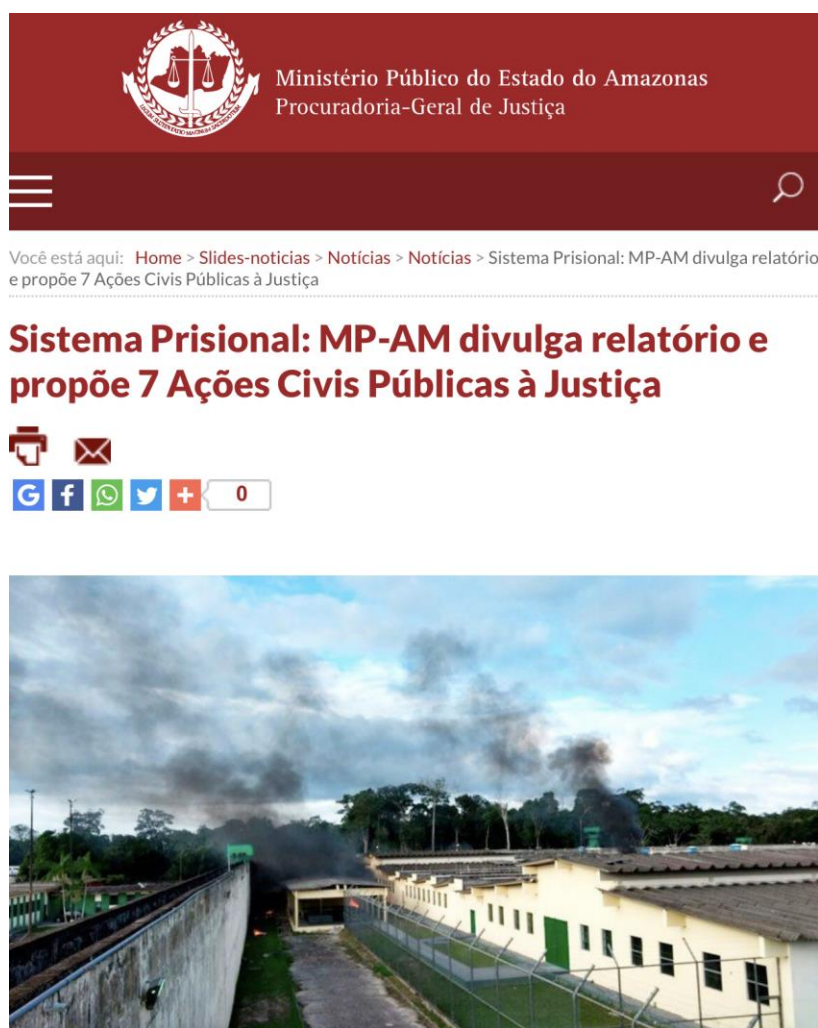 Ministério Público do Estado do Amazonas
Procuradoria-Geral de Justiça
Você está aqui: Home > Slides-noticias > Notícias > Notícias > Sistema Prisional: MP-AM divulga relatório
e propõe 7 Ações Civis Públicas à Justiça
Sistema Prisional: MP-AM divulga relatório e
propõe 7 Ações Civis Públicas à Justiça
0